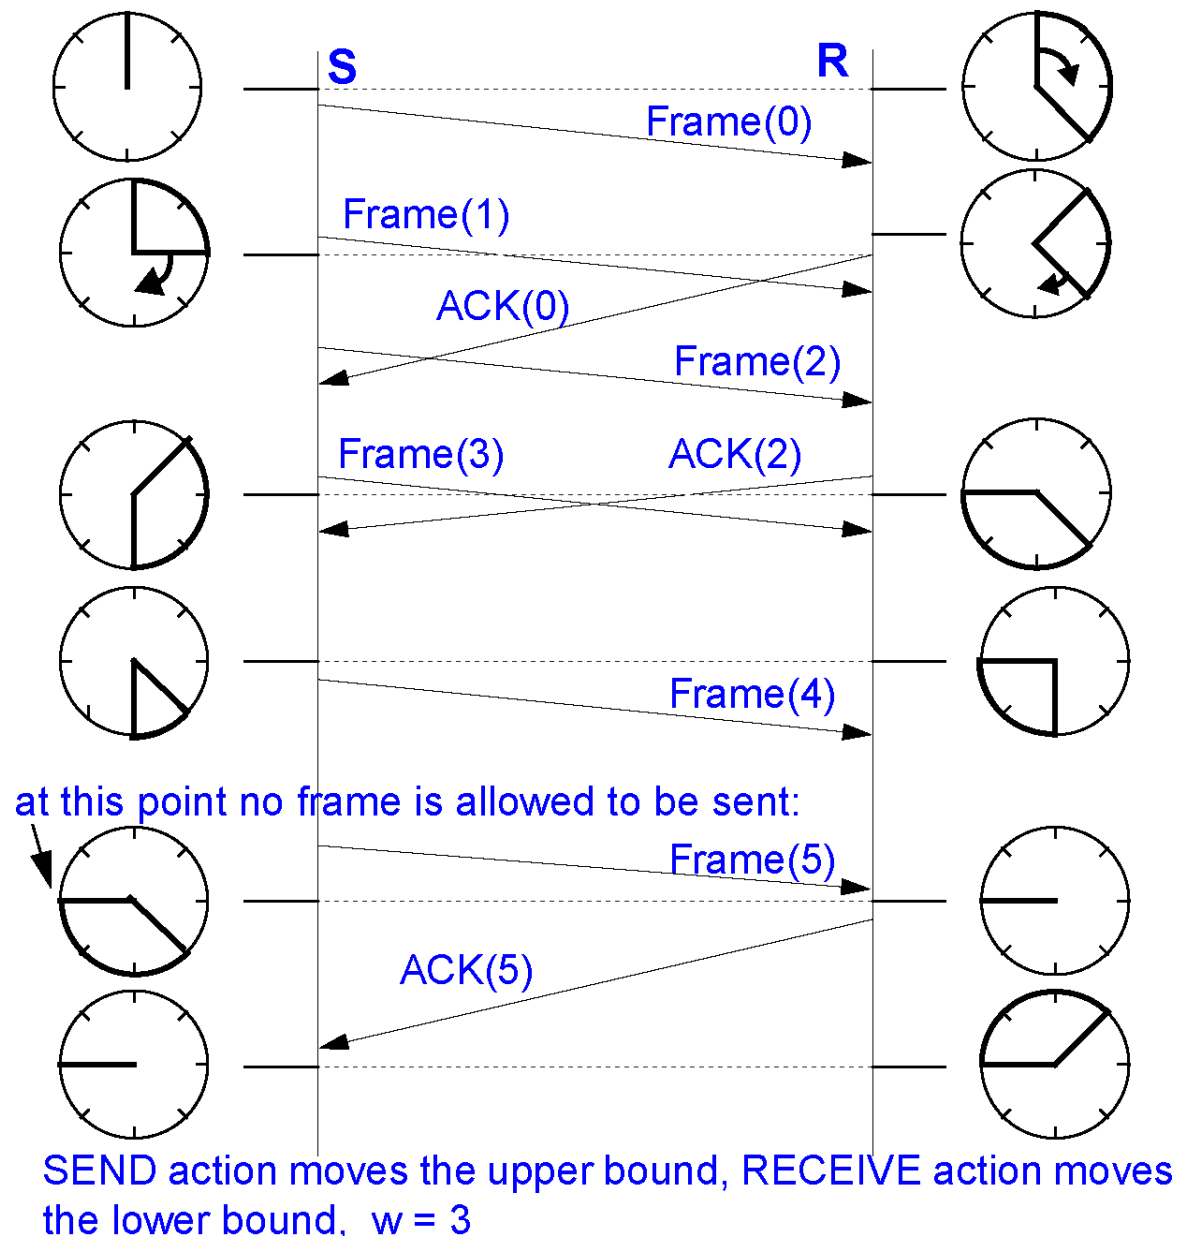 S R
Frame(0)
Frame(1)
ACK(0)
Frame(2)
Frame(3) ACK(2)
Frame(4)
at this point no frame is allowed to be sent:
Frame(5)
ACK(5)
SEND action moves the upper bound, RECEIVE action moves
the lower bound, w = 3